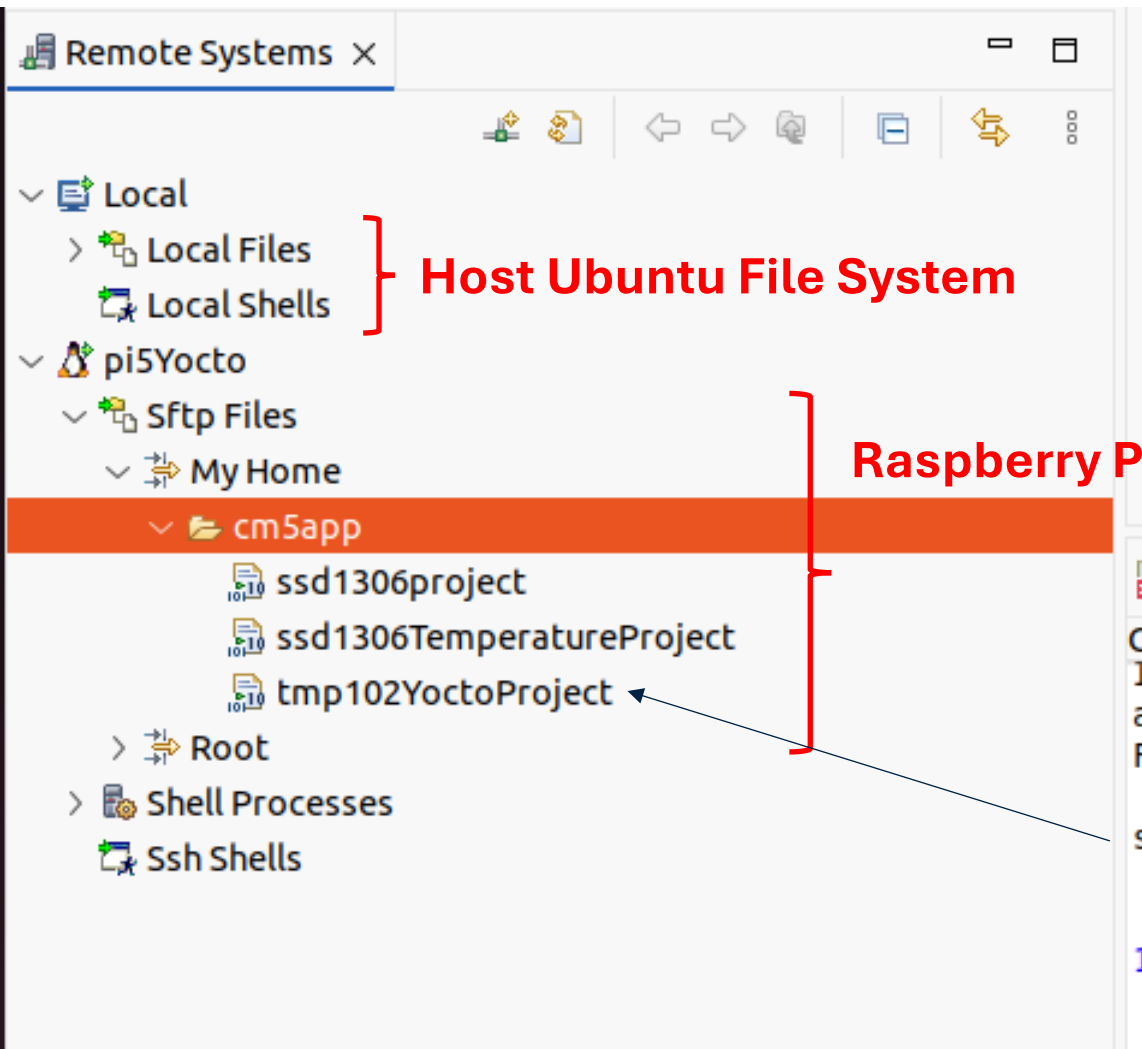 Remote Systems
Local
Local Files
Local Shells
Host Ubuntu File System
pi5Yocto
Sftp Files
My Home
Raspberry P
cm5app
ssd1306project
ssd1306TemperatureProject
tmp102YoctoProject
Root
Shell Processes
Ssh Shells